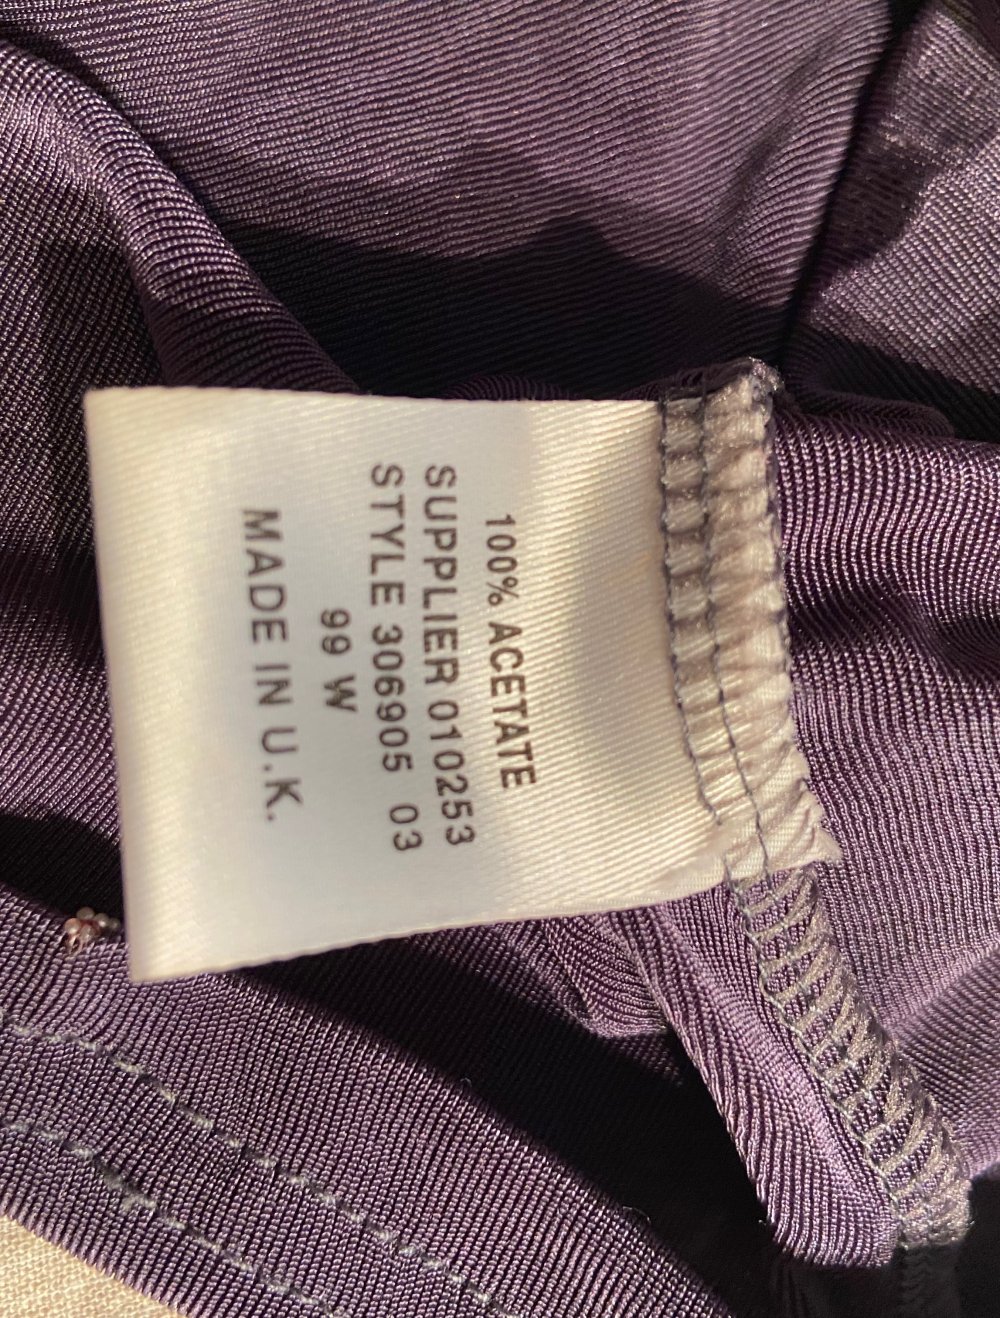 100% ACETATE
SUPPLIER 010253
STYLE 306905 03
99 W
MADE IN U.K.